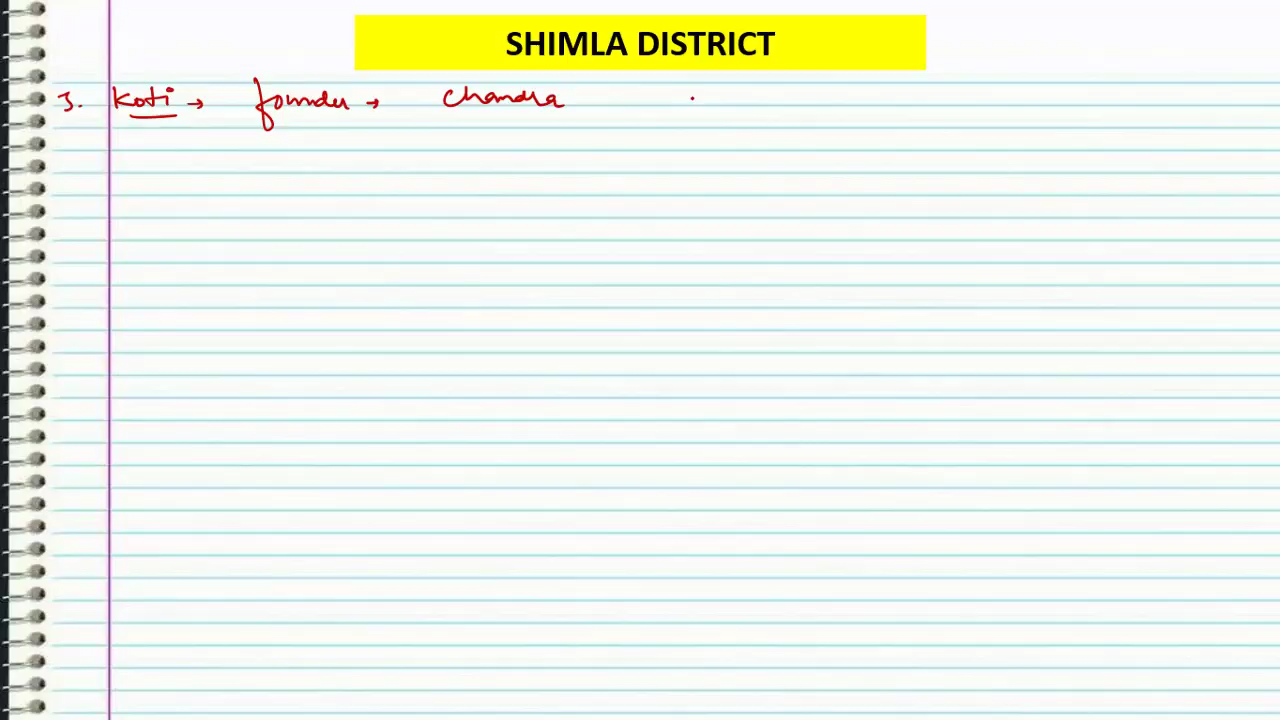 SHIMLA DISTRICT
3. Koti → founder → Chandra